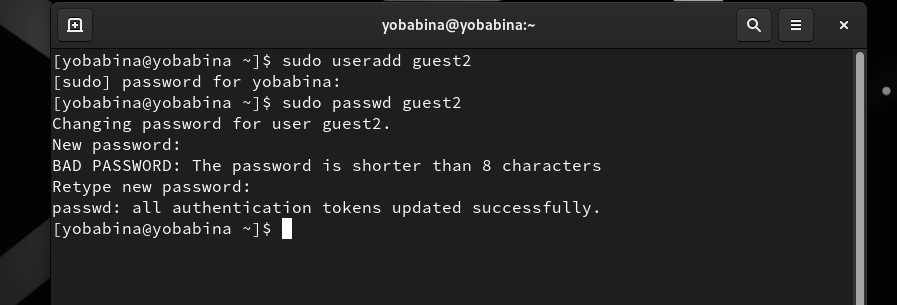 yobabina@yobabina:~
[yobabina@yobabina ~]$ sudo useradd guest2
[sudo] password for yobabina:
[yobabina@yobabina ~]$ sudo passwd guest2
Changing password for user guest2.
New password:
BAD PASSWORD: The password is shorter than 8 characters
Retype new password:
passwd: all authentication tokens updated successfully.
[yobabina@yobabina ~]$